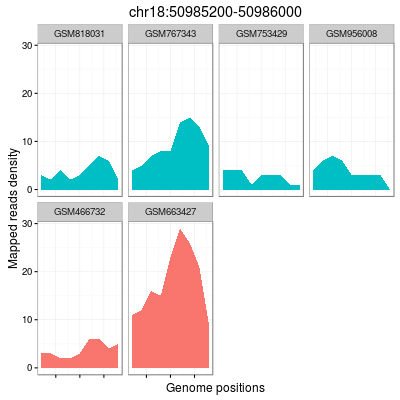 chr18:50985200-50986000
GSM818031 GSM767343 GSM753429 GSM956008
30
20
10
0
GSM466732 GSM663427
30
20
10
0
Mapped reads density
Genome positions